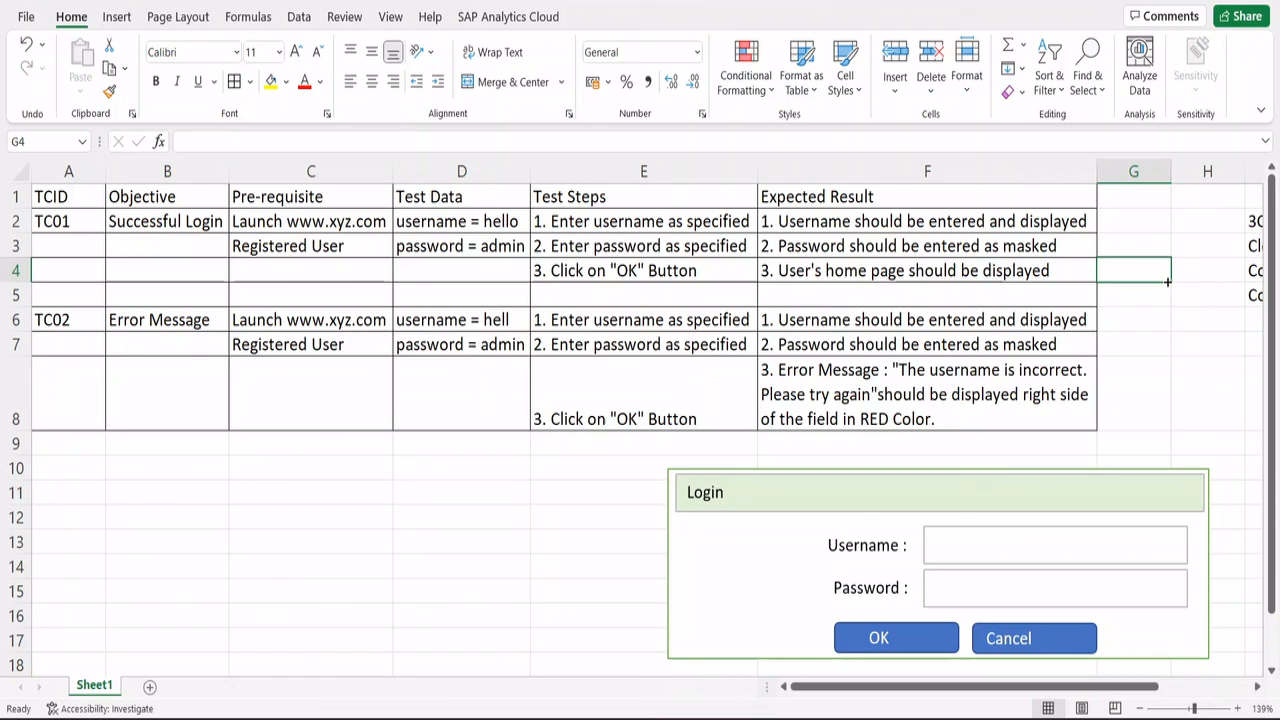 File Home Insert Page Layout Formulas Data Review View Help SAP Analytics Cloud Comments Share
Calibri 11 A A Wrap Text General
Paste B I U A Merge & Center % Conditional Formatting Format as Table Cell Styles Insert Delete Format Sort & Filter Find & Select Analyze Data Sensitivity
Undo Clipboard Font Alignment Number Styles Cells Editing Analysis Sensitivity
G4 fx
A B C D E F G H
1 TCID Objective Pre-requisite Test Data Test Steps Expected Result
2 TC01 Successful Login Launch www.xyz.com username = hello 1. Enter username as specified 1. Username should be entered and displayed
3 Registered User password = admin 2. Enter password as specified 2. Password should be entered as masked
4 3. Click on "OK" Button 3. User's home page should be displayed
5
6 TC02 Error Message Launch www.xyz.com username = hell 1. Enter username as specified 1. Username should be entered and displayed
7 Registered User password = admin 2. Enter password as specified 2. Password should be entered as masked
3. Error Message : "The username is incorrect.
Please try again"should be displayed right side
8 3. Click on "OK" Button of the field in RED Color.
9
10
11 Login
12
13 Username :
14
15 Password :
16
17 OK Cancel
18
Sheet1
Ready Accessibility: Investigate 139%